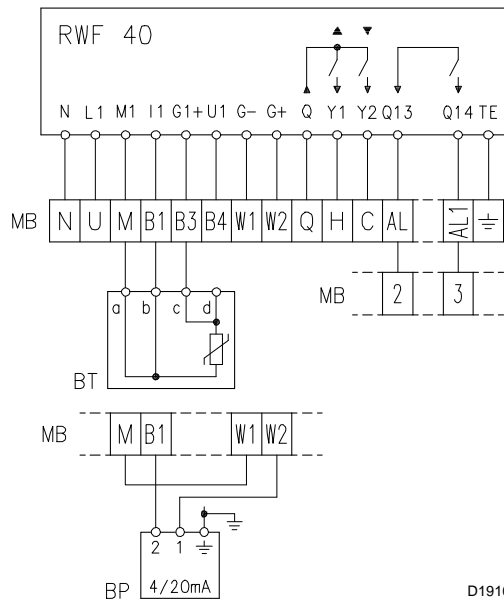 RWF 40
N L1 M1 I1 G1+ U1 G- G+ Q Y1 Y2 Q13 Q14 TE
MB N U M B1 B3 B4 W1 W2 Q H C AL AL1
MB 2 3
a b c d
BT
MB M B1 W1 W2
2 1
BP 4/20mA